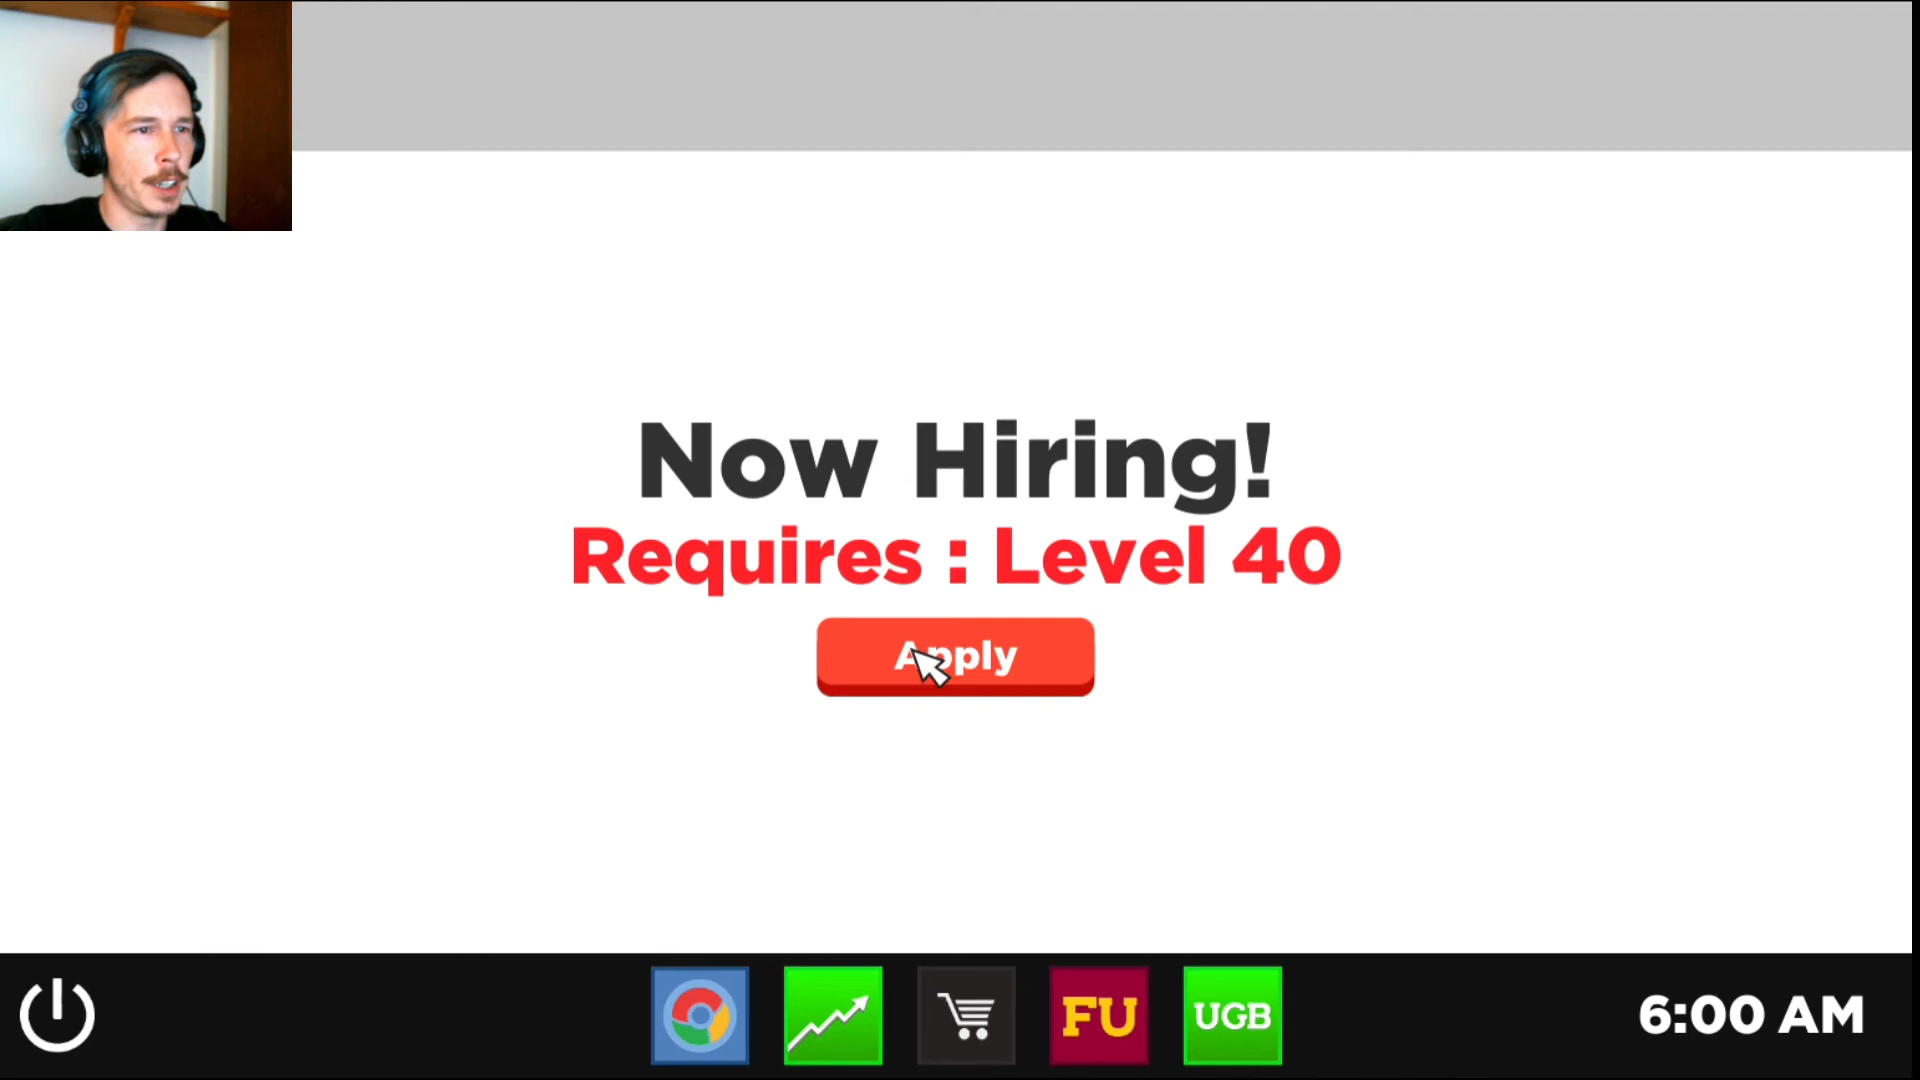 Now Hiring!
Requires : Level 40
Apply
FU
UGB
6:00 AM